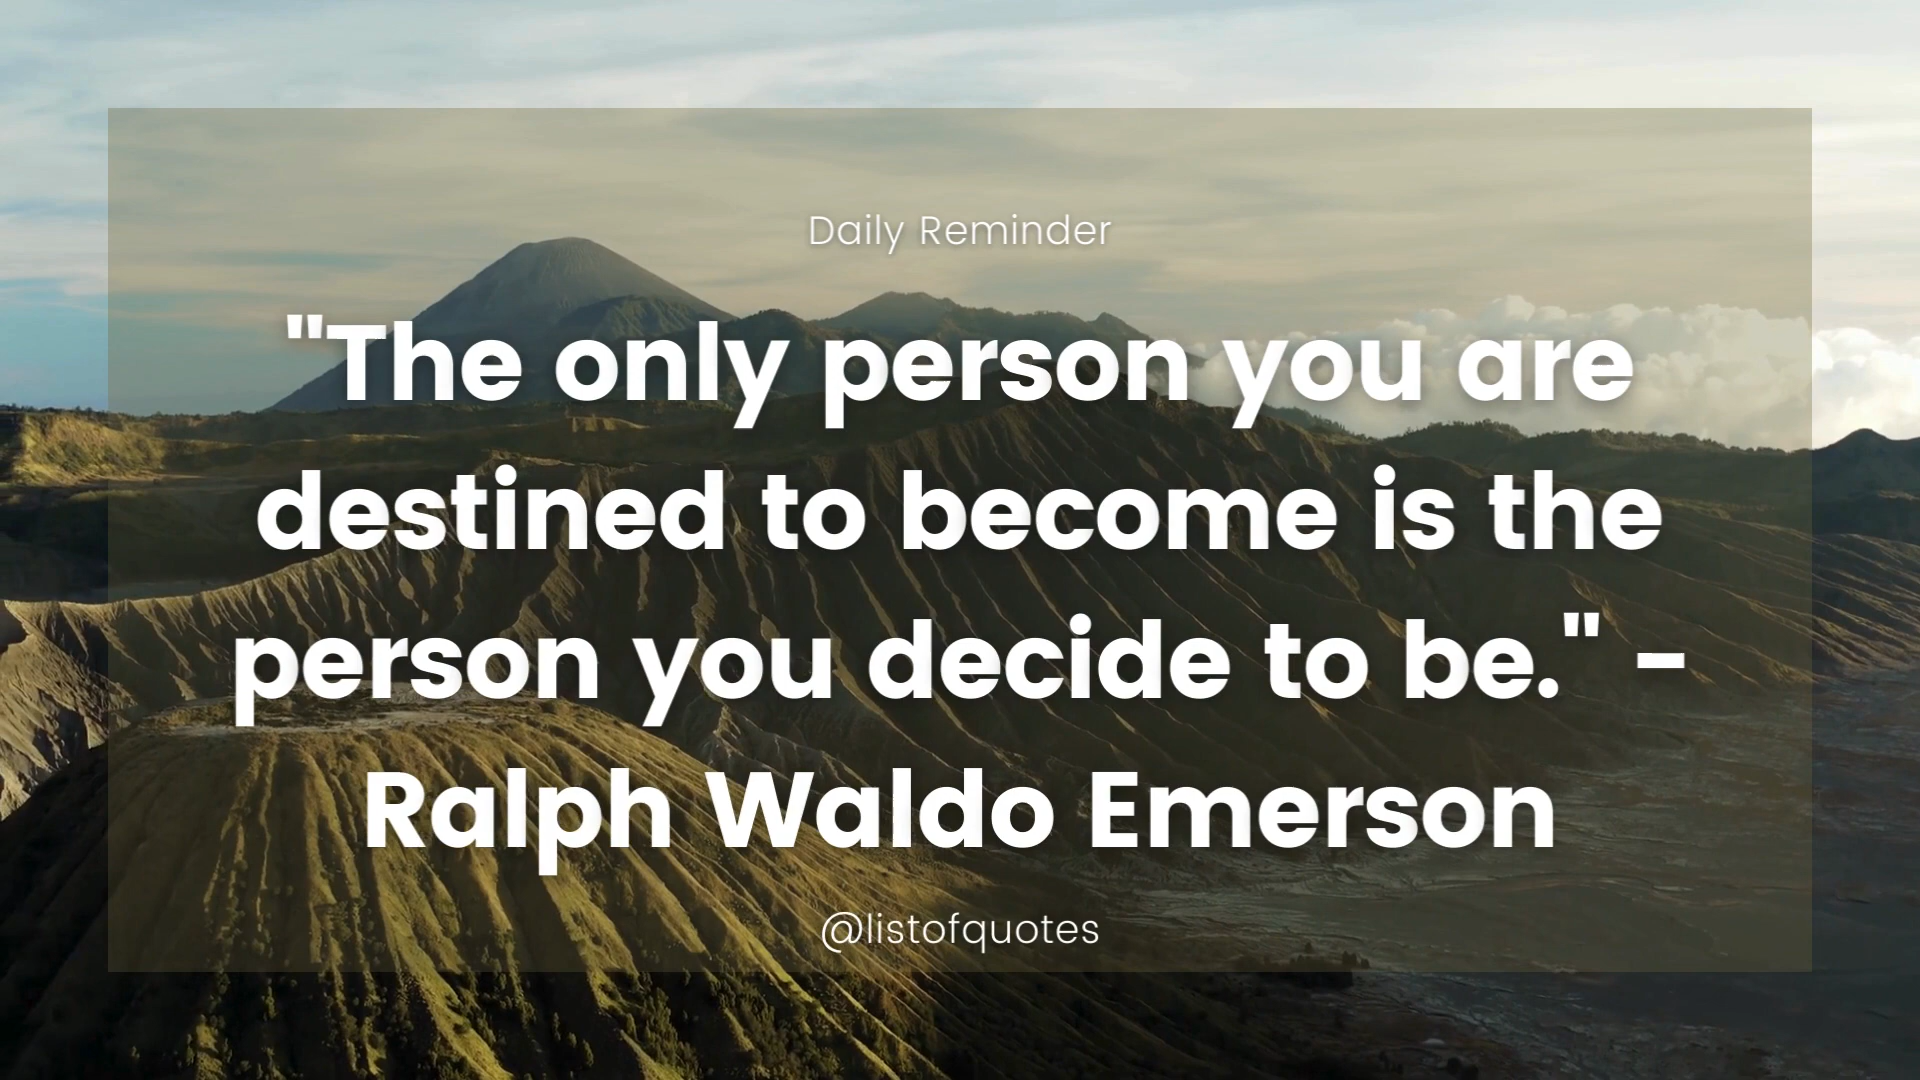 Daily Reminder
"The only person you are
destined to become is the
person you decide to be." -
Ralph Waldo Emerson
@listofquotes